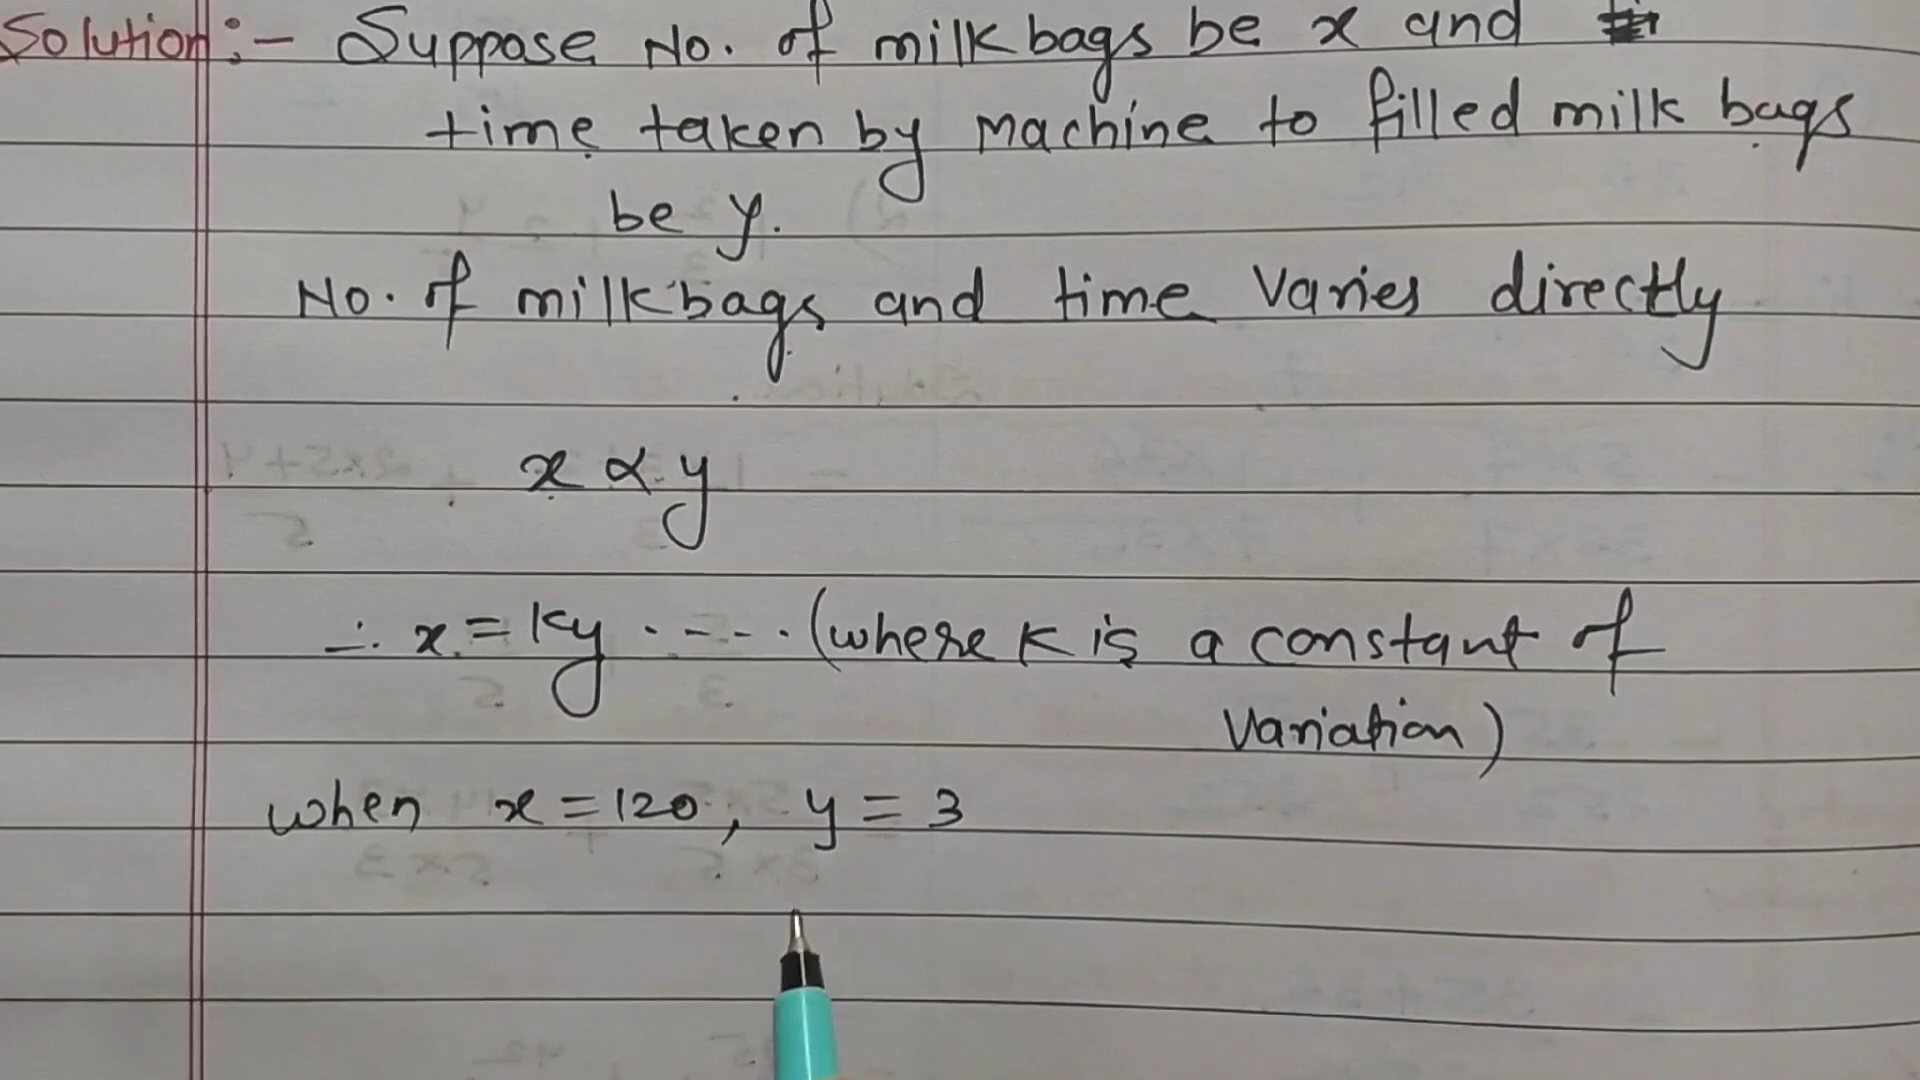 Solution :- Suppose No. of milk bags be x and
time taken by machine to filled milk bags
be y.
No. of milk bags and time varies directly
x α y
∴ x = ky . - - . . (where K is a constant of
variation)
when x = 120, y = 3